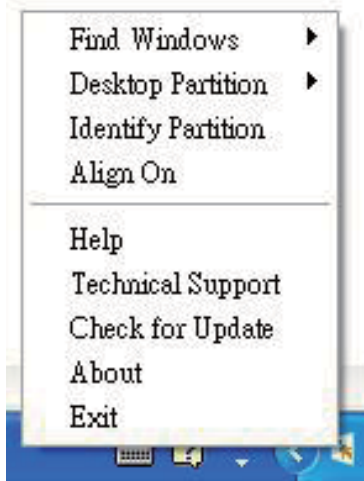 Find Windows
Desktop Partition
Identify Partition
Align On
Help
Technical Support
Check for Update
About
Exit